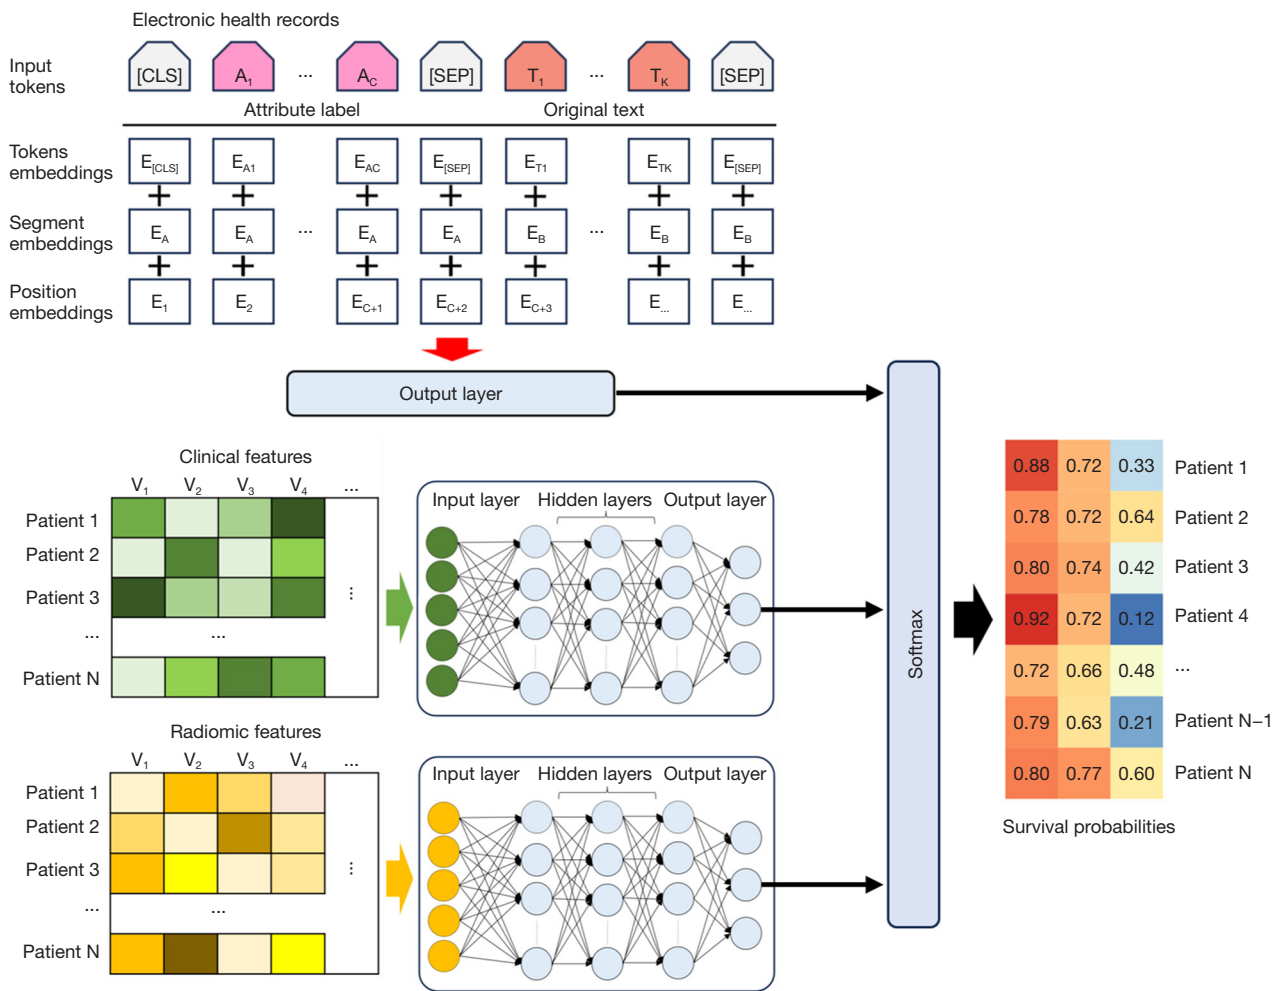 Electronic health records
Input tokens
[CLS] A1 ... AC [SEP] T1 ... TK [SEP]
Attribute label Original text
Tokens embeddings
E[CLS] EA1 EAC E[SEP] ET1 ETK E[SEP]
+ + + + + + +
Segment embeddings
EA EA ... EA EA EB ... EB EB
+ + + + + + +
Position embeddings
E1 E2 EC+1 EC+2 EC+3 E... E...
Output layer
Clinical features
V1 V2 V3 V4 ...
Patient 1
Patient 2
Patient 3
...
... ...
Patient N
Input layer Hidden layers Output layer
Radiomic features
V1 V2 V3 V4 ...
Patient 1
Patient 2
Patient 3
...
... ...
Patient N
Input layer Hidden layers Output layer
Softmax
0.88 0.72 0.33 Patient 1
0.78 0.72 0.64 Patient 2
0.80 0.74 0.42 Patient 3
0.92 0.72 0.12 Patient 4
0.72 0.66 0.48 ...
0.79 0.63 0.21 Patient N–1
0.80 0.77 0.60 Patient N
Survival probabilities